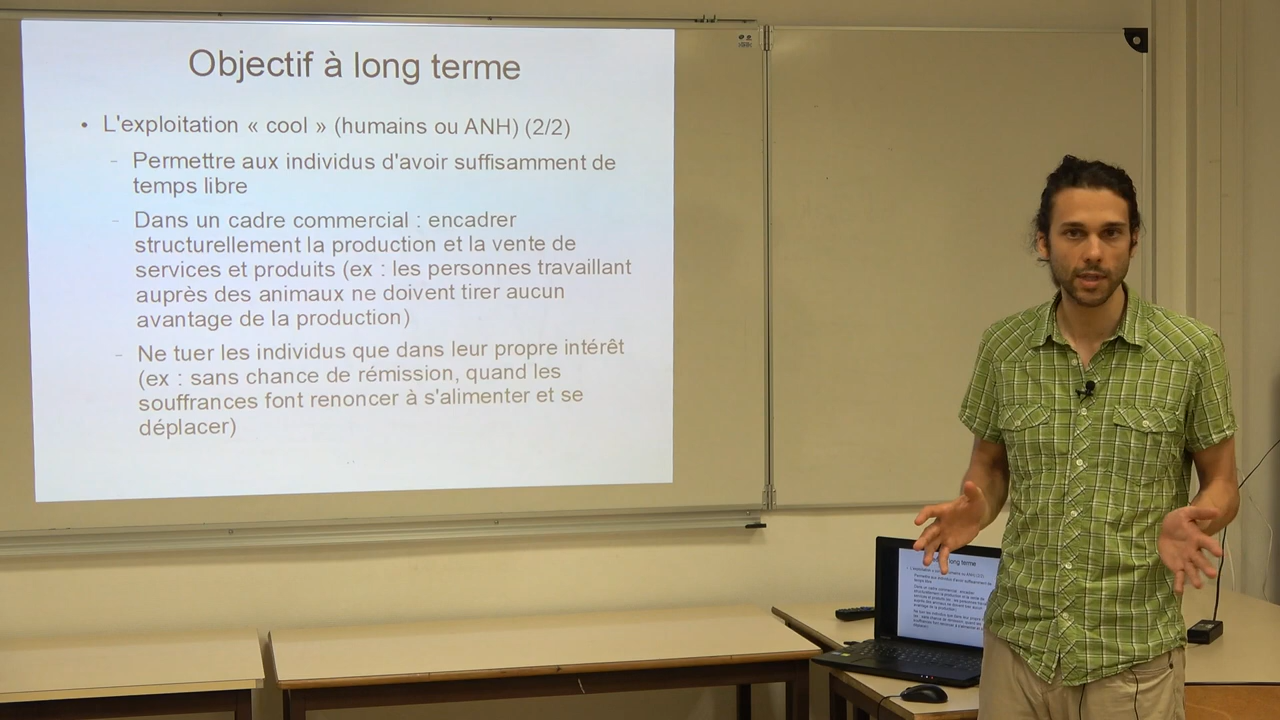 Objectif à long terme
• L'exploitation « cool » (humains ou ANH) (2/2)
– Permettre aux individus d'avoir suffisamment de
temps libre
– Dans un cadre commercial : encadrer
structurellement la production et la vente de
services et produits (ex : les personnes travaillant
auprès des animaux ne doivent tirer aucun
avantage de la production)
– Ne tuer les individus que dans leur propre intérêt
(ex : sans chance de rémission, quand les
souffrances font renoncer à s'alimenter et se
déplacer)